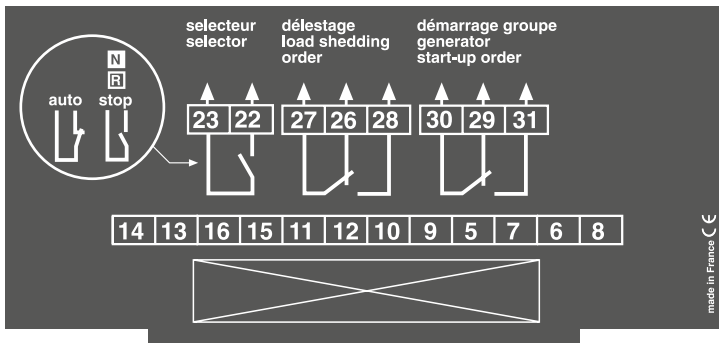 selecteur
selector
délestage
load shedding
order
démarrage groupe
generator
start-up order
N
R
auto stop
23 22
27 26 28
30 29 31
14 13 16 15 11 12 10 9 5 7 6 8
made in France CE